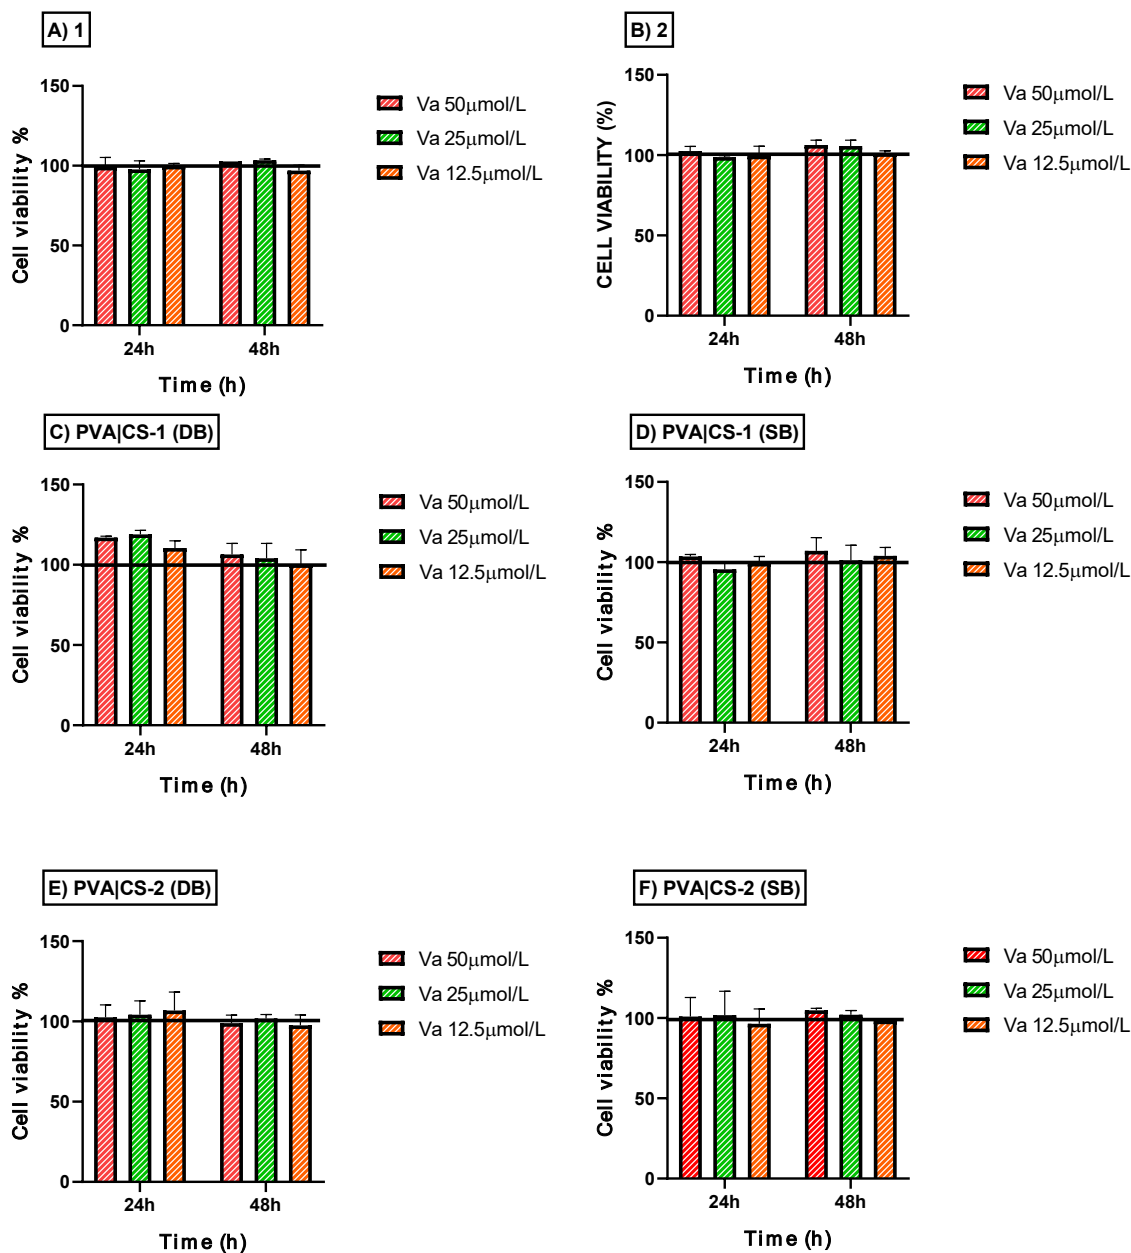 A) 1
150
100
50
0
Cell viability %
24h 48h
Time (h)
Va 50μmol/L
Va 25μmol/L
Va 12.5μmol/L
B) 2
150
100
50
0
CELL VIABILITY (%)
24h 48h
Time (h)
Va 50μmol/L
Va 25μmol/L
Va 12.5μmol/L
C) PVA|CS-1 (DB)
150
100
50
0
Cell viability %
24h 48h
Time (h)
Va 50μmol/L
Va 25μmol/L
Va 12.5μmol/L
D) PVA|CS-1 (SB)
150
100
50
0
Cell viability %
24h 48h
Time (h)
Va 50μmol/L
Va 25μmol/L
Va 12.5μmol/L
E) PVA|CS-2 (DB)
150
100
50
0
Cell viability %
24h 48h
Time (h)
Va 50μmol/L
Va 25μmol/L
Va 12.5μmol/L
F) PVA|CS-2 (SB)
150
100
50
0
Cell viability %
24h 48h
Time (h)
Va 50μmol/L
Va 25μmol/L
Va 12.5μmol/L